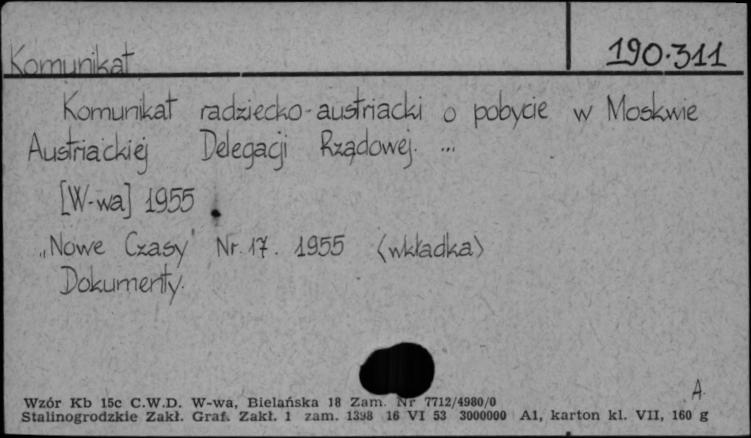 Komunikat
190.311
Komunikat radziecko-austriacki o pobycie w Moskwie
Austriackiej Delegacji Rządowej. ...
[W-wa] 1955
„Nowe Czasy" Nr. 17. 1955 (wkładka)
Dokumenty.
A.
Wzór Kb 15c C.W.D. W-wa, Bielańska 18 Zam. Nr 7712/4980/0
Stalinogrodzkie Zakł. Graf. Zakł. 1 zam. 1398 16 VI 53 3000000 A1, karton kl. VII, 160 g